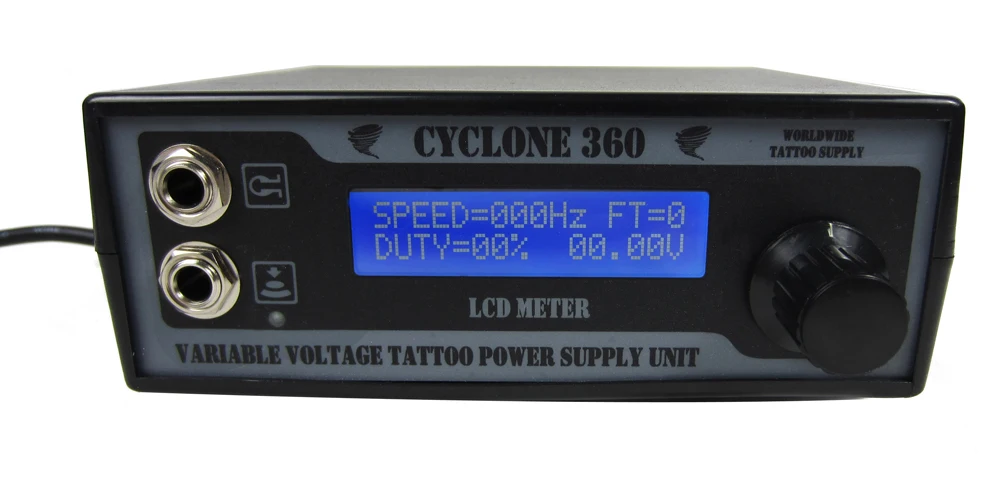 CYCLONE 360
WORLDWIDE
TATTOO SUPPLY
SPEED=000Hz FT=0
DUTY=00% 00.00V
LCD METER
VARIABLE VOLTAGE TATTOO POWER SUPPLY UNIT